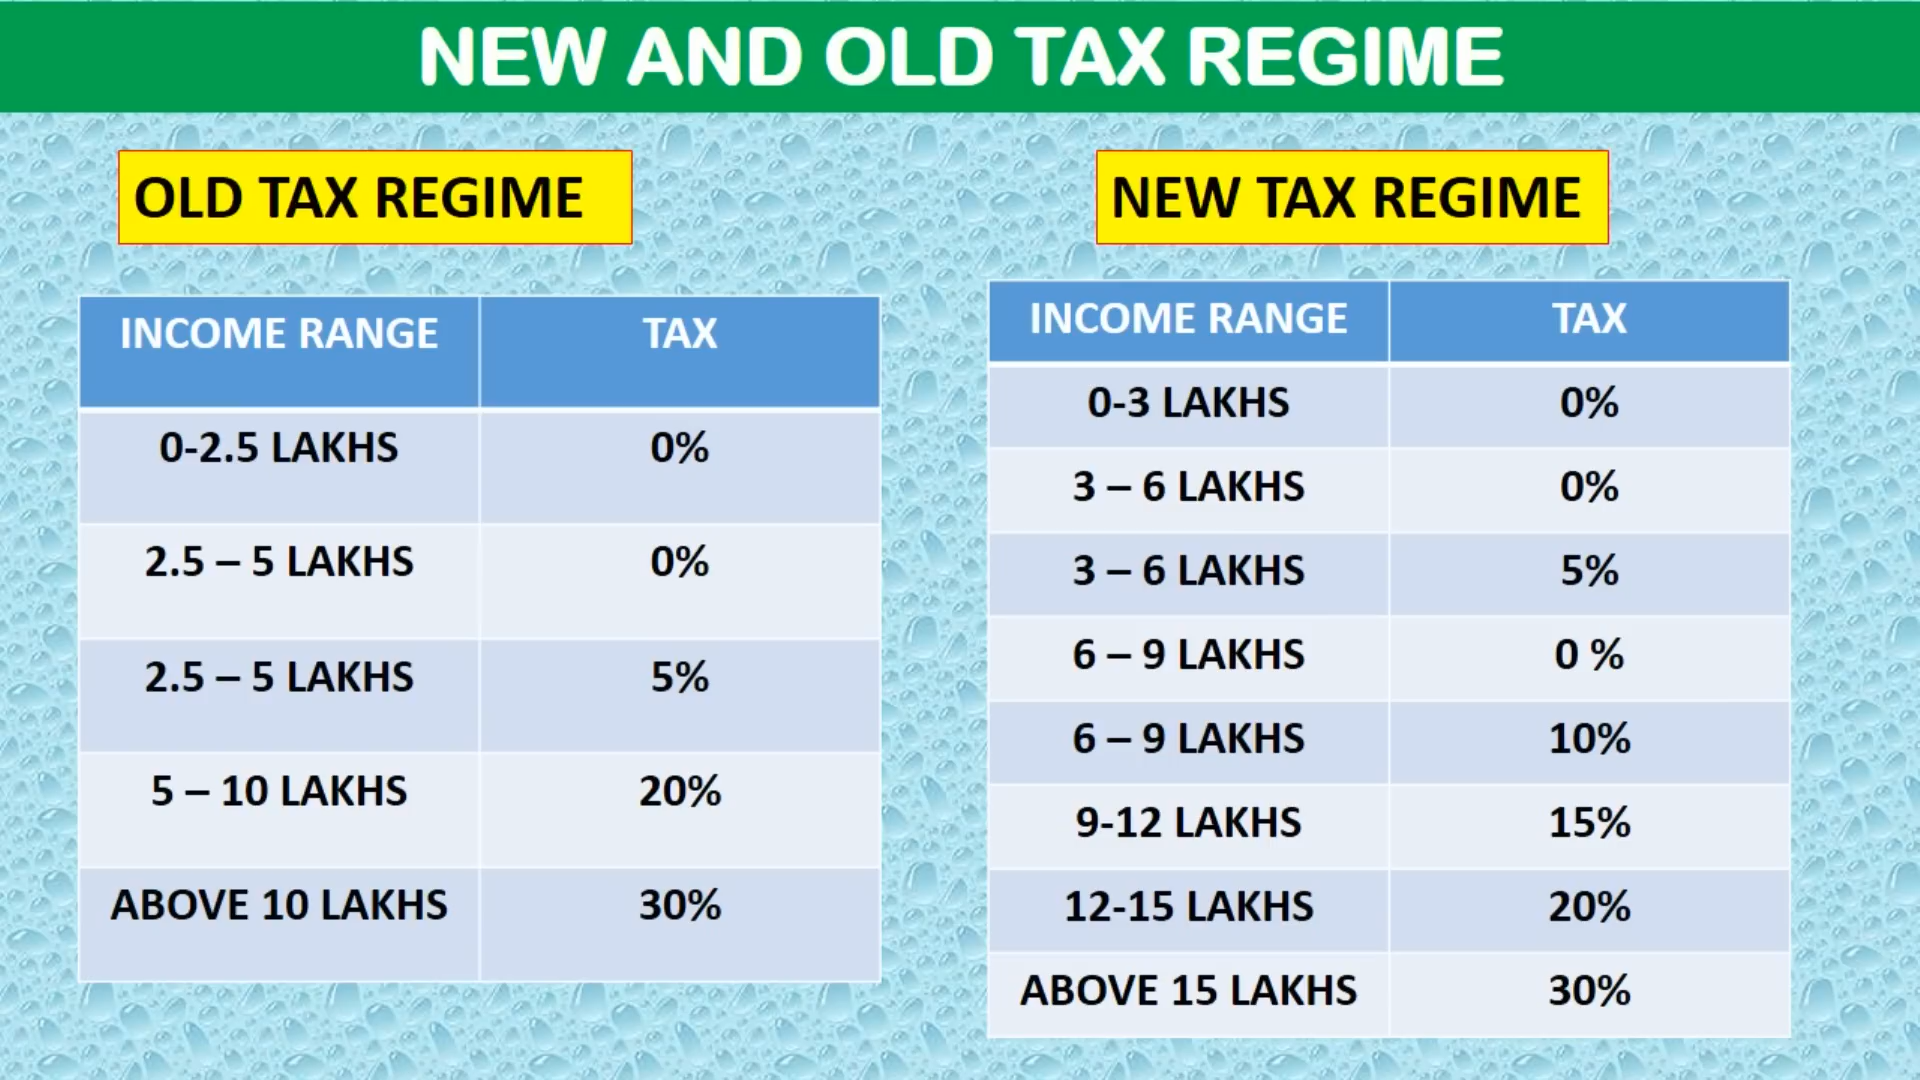 NEW AND OLD TAX REGIME
OLD TAX REGIME
INCOME RANGE TAX
0-2.5 LAKHS 0%
2.5 – 5 LAKHS 0%
2.5 – 5 LAKHS 5%
5 – 10 LAKHS 20%
ABOVE 10 LAKHS 30%
NEW TAX REGIME
INCOME RANGE TAX
0-3 LAKHS 0%
3 – 6 LAKHS 0%
3 – 6 LAKHS 5%
6 – 9 LAKHS 0 %
6 – 9 LAKHS 10%
9-12 LAKHS 15%
12-15 LAKHS 20%
ABOVE 15 LAKHS 30%